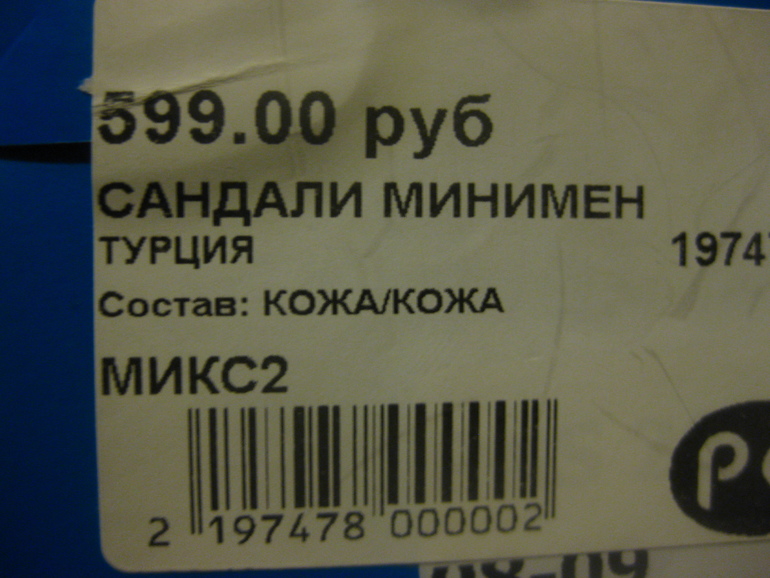 599.00 руб
САНДАЛИ МИНИМЕН
ТУРЦИЯ
Состав: КОЖА/КОЖА
МИКС2
2 197478 000002